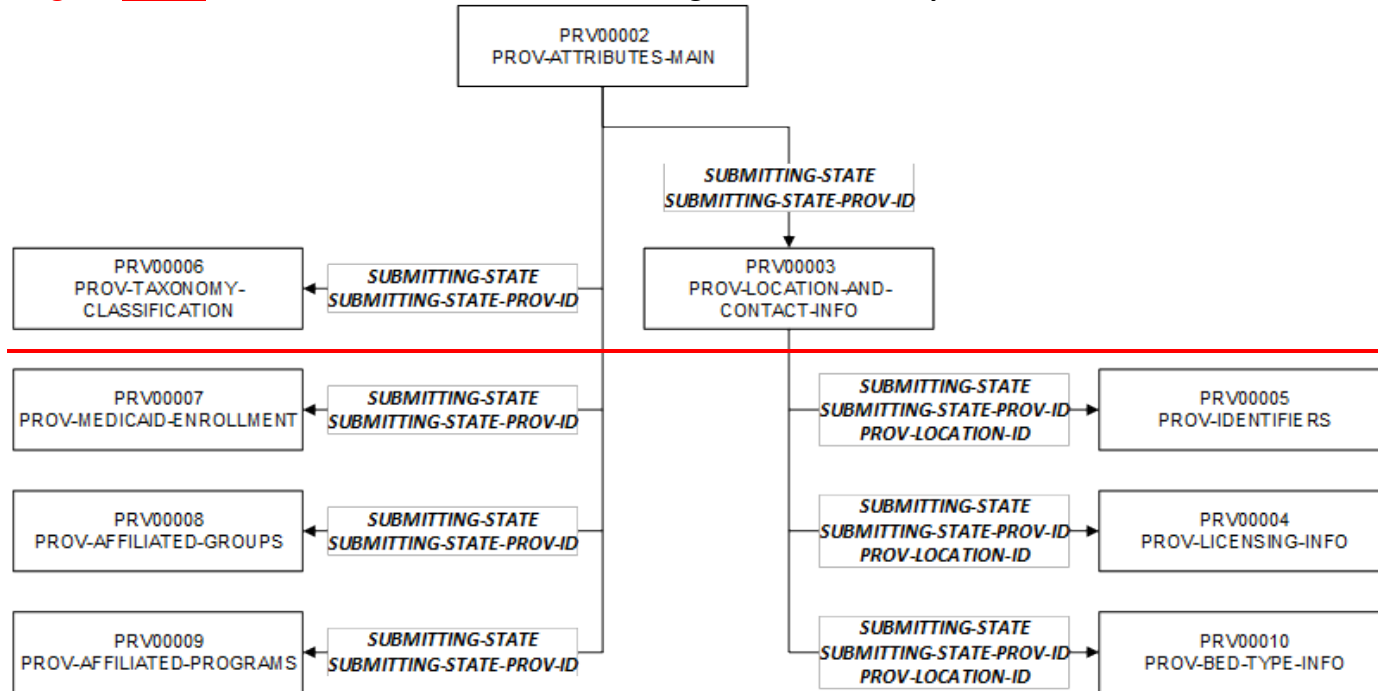 PRV00002
PROV-ATTRIBUTES-MAIN
SUBMITTING-STATE
SUBMITTING-STATE-PROV-ID
PRV00006
PROV-TAXONOMY-
CLASSIFICATION
SUBMITTING-STATE
SUBMITTING-STATE-PROV-ID
PRV00003
PROV-LOCATION-AND-
CONTACT-INFO
PRV00007
PROV-MEDICAID-ENROLLMENT
SUBMITTING-STATE
SUBMITTING-STATE-PROV-ID
SUBMITTING-STATE
SUBMITTING-STATE-PROV-ID
PROV-LOCATION-ID
PRV00005
PROV-IDENTIFIERS
PRV00008
PROV-AFFILIATED-GROUPS
SUBMITTING-STATE
SUBMITTING-STATE-PROV-ID
SUBMITTING-STATE
SUBMITTING-STATE-PROV-ID
PROV-LOCATION-ID
PRV00004
PROV-LICENSING-INFO
PRV00009
PROV-AFFILIATED-PROGRAMS
SUBMITTING-STATE
SUBMITTING-STATE-PROV-ID
SUBMITTING-STATE
SUBMITTING-STATE-PROV-ID
PROV-LOCATION-ID
PRV00010
PROV-BED-TYPE-INFO